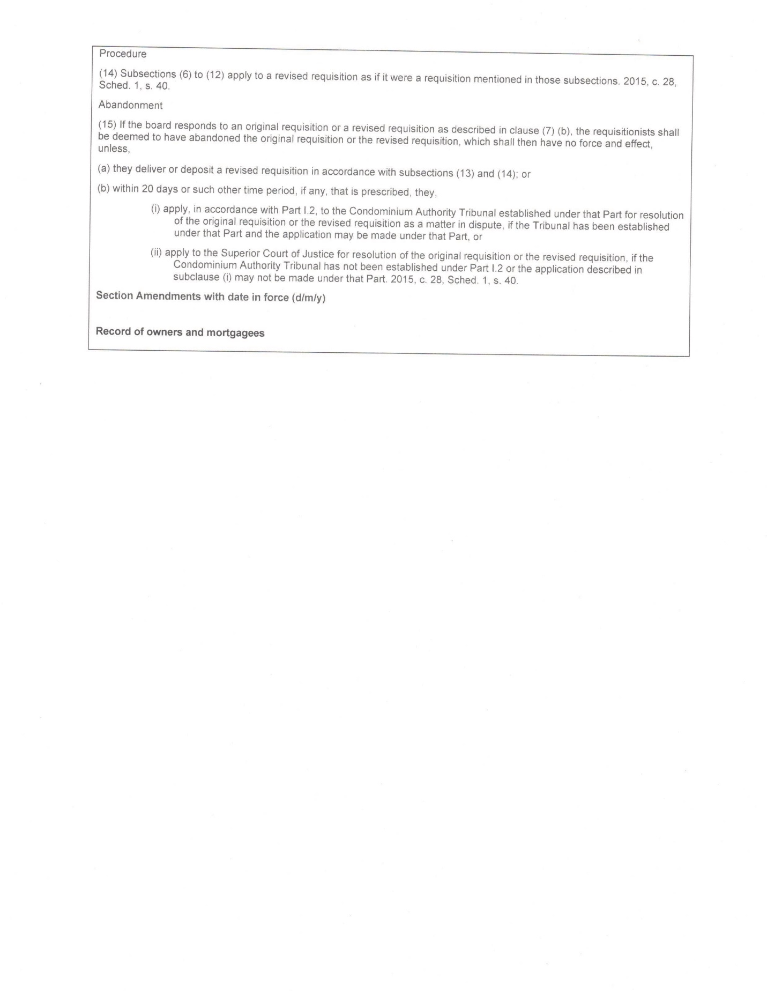 Procedure
(14) Subsections (6) to (12) apply to a revised requisition as if it were a requisition mentioned in those subsections. 2015, c. 28,
Sched. 1, s. 40.
Abandonment
(15) If the board responds to an original requisition or a revised requisition as described in clause (7) (b), the requisitionists shall
be deemed to have abandoned the original requisition or the revised requisition, which shall then have no force and effect,
unless,
(a) they deliver or deposit a revised requisition in accordance with subsections (13) and (14); or
(b) within 20 days or such other time period, if any, that is prescribed, they,
(i) apply, in accordance with Part I.2, to the Condominium Authority Tribunal established under that Part for resolution
of the original requisition or the revised requisition as a matter in dispute, if the Tribunal has been established
under that Part and the application may be made under that Part, or
(ii) apply to the Superior Court of Justice for resolution of the original requisition or the revised requisition, if the
Condominium Authority Tribunal has not been established under Part I.2 or the application described in
subclause (i) may not be made under that Part. 2015, c. 28, Sched. 1, s. 40.
Section Amendments with date in force (d/m/y)
Record of owners and mortgagees